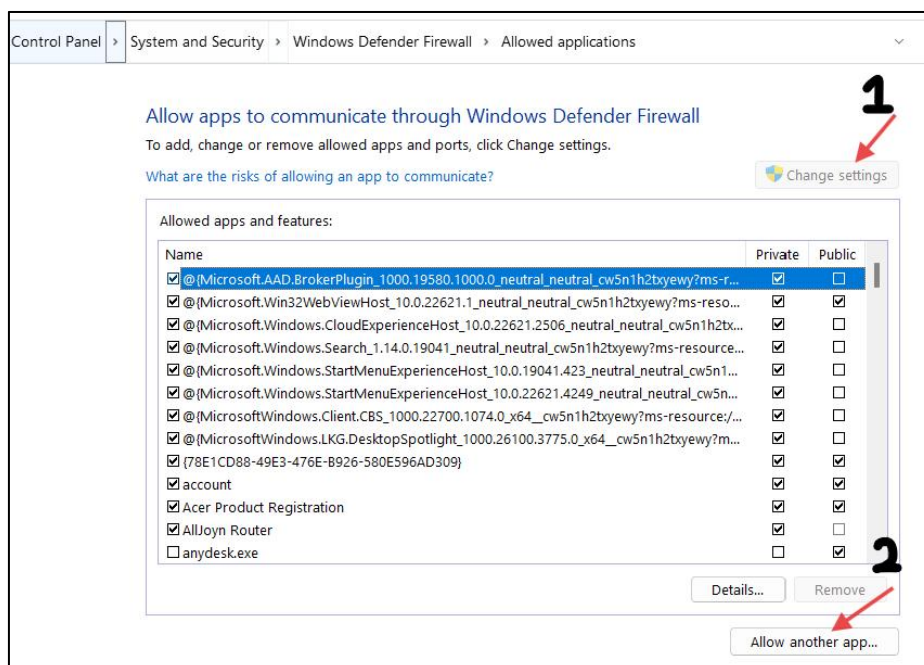 Control Panel > System and Security > Windows Defender Firewall > Allowed applications
1
Allow apps to communicate through Windows Defender Firewall
To add, change or remove allowed apps and ports, click Change settings.
What are the risks of allowing an app to communicate?
Change settings
Allowed apps and features:
Name Private Public
@{Microsoft.AAD.BrokerPlugin_1000.19580.1000.0_neutral_neutral_cw5n1h2txyewy?ms-r...
@{Microsoft.Win32WebViewHost_10.0.22621.1_neutral_neutral_cw5n1h2txyewy?ms-reso...
@{Microsoft.Windows.CloudExperienceHost_10.0.22621.2506_neutral_neutral_cw5n1h2tx...
@{Microsoft.Windows.Search_1.14.0.19041_neutral_neutral_cw5n1h2txyewy?ms-resource...
@{Microsoft.Windows.StartMenuExperienceHost_10.0.19041.423_neutral_neutral_cw5n1...
@{Microsoft.Windows.StartMenuExperienceHost_10.0.22621.4249_neutral_neutral_cw5n...
@{MicrosoftWindows.Client.CBS_1000.22700.1074.0_x64__cw5n1h2txyewy?ms-resource:/...
@{MicrosoftWindows.LKG.DesktopSpotlight_1000.26100.3775.0_x64__cw5n1h2txyewy?m...
{78E1CD88-49E3-476E-B926-580E596AD309}
account
Acer Product Registration
AllJoyn Router
anydesk.exe
2
Details... Remove
Allow another app...